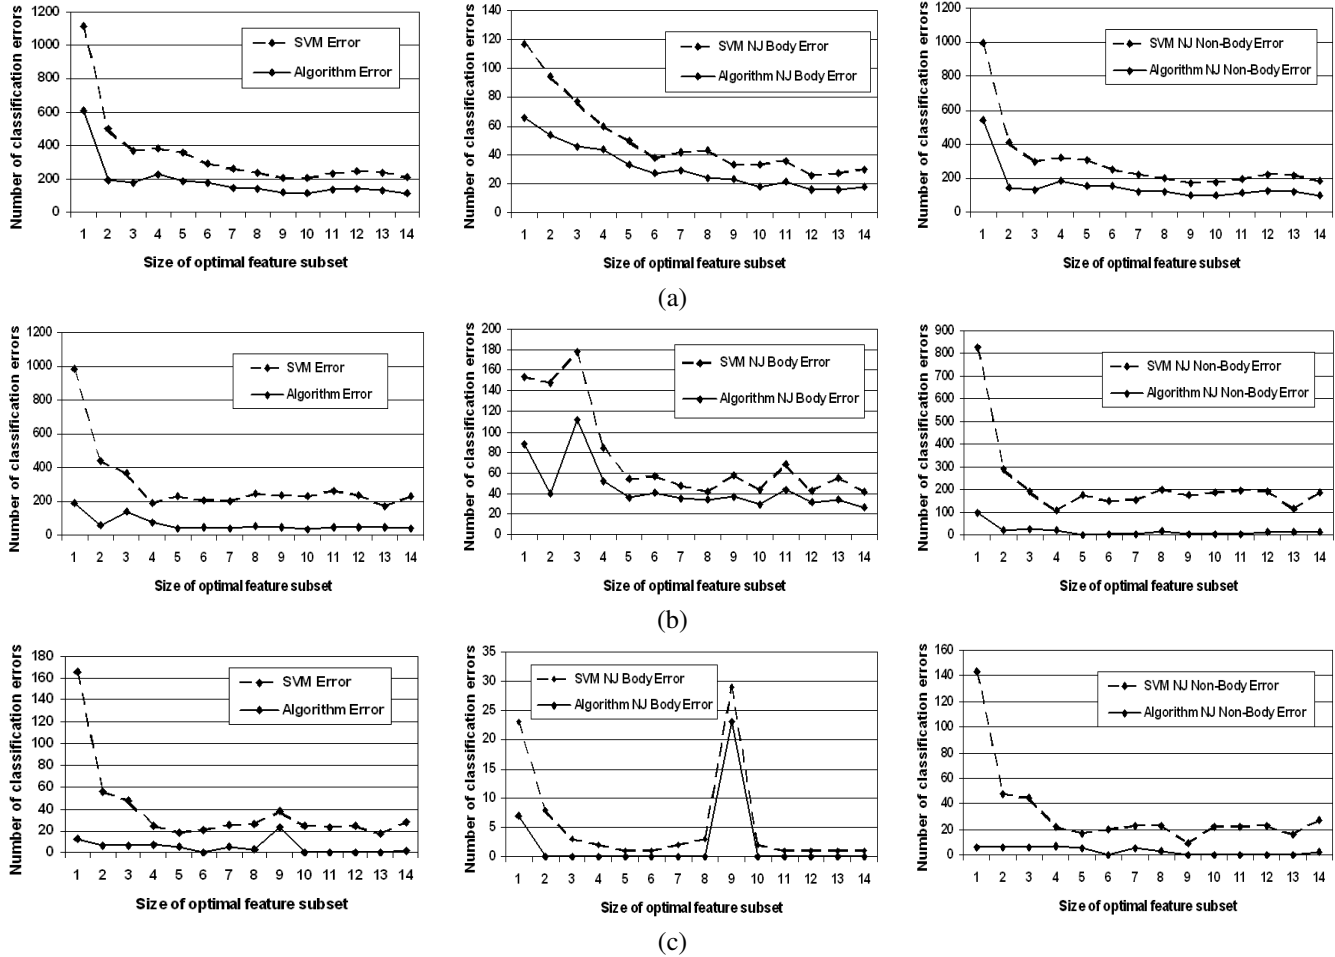 Number of classification errors
1200
1000
800
600
400
200
0
SVM Error
Algorithm Error
1 2 3 4 5 6 7 8 9 10 11 12 13 14
Size of optimal feature subset
Number of classification errors
140
120
100
80
60
40
20
0
SVM NJ Body Error
Algorithm NJ Body Error
1 2 3 4 5 6 7 8 9 10 11 12 13 14
Size of optimal feature subset
Number of classification errors
1200
1000
800
600
400
200
0
SVM NJ Non-Body Error
Algorithm NJ Non-Body Error
1 2 3 4 5 6 7 8 9 10 11 12 13 14
Size of optimal feature subset
(a)
Number of classification errors
1200
1000
800
600
400
200
0
SVM Error
Algorithm Error
1 2 3 4 5 6 7 8 9 10 11 12 13 14
Size of optimal feature subset
Number of classification errors
200
180
160
140
120
100
80
60
40
20
0
SVM NJ Body Error
Algorithm NJ Body Error
1 2 3 4 5 6 7 8 9 10 11 12 13 14
Size of optimal feature subset
Number of classification errors
900
800
700
600
500
400
300
200
100
0
SVM NJ Non-Body Error
Algorithm NJ Non-Body Error
1 2 3 4 5 6 7 8 9 10 11 12 13 14
Size of optimal feature subset
(b)
Number of classification errors
180
160
140
120
100
80
60
40
20
0
SVM Error
Algorithm Error
1 2 3 4 5 6 7 8 9 10 11 12 13 14
Size of optimal feature subset
Number of classification errors
35
30
25
20
15
10
5
0
SVM NJ Body Error
Algorithm NJ Body Error
1 2 3 4 5 6 7 8 9 10 11 12 13 14
Size of optimal feature subset
Number of classification errors
160
140
120
100
80
60
40
20
0
SVM NJ Non-Body Error
Algorithm NJ Non-Body Error
1 2 3 4 5 6 7 8 9 10 11 12 13 14
Size of optimal feature subset
(c)